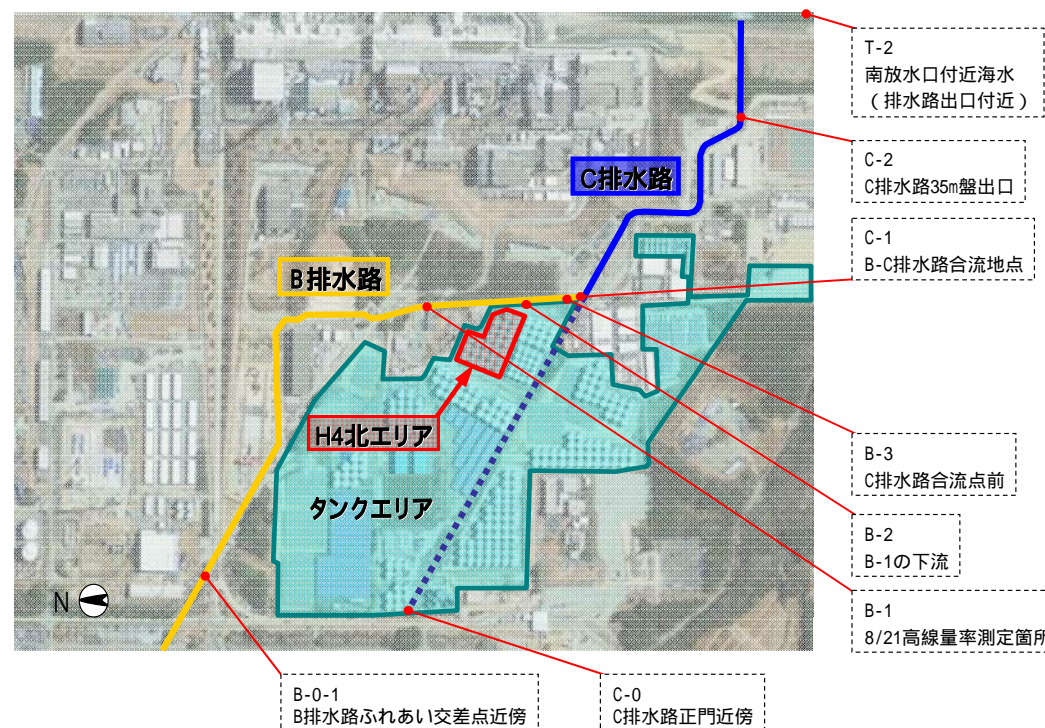 T-2
南放水口付近海水
（排水路出口付近）
C-2
C排水路35m盤出口
C排水路
C-1
B-C排水路合流地点
B排水路
H4北エリア
B-3
C排水路合流点前
タンクエリア
B-2
B-1の下流
N
B-1
8/21高線量率測定箇所
B-0-1
B排水路ふれあい交差点近傍
C-0
C排水路正門近傍